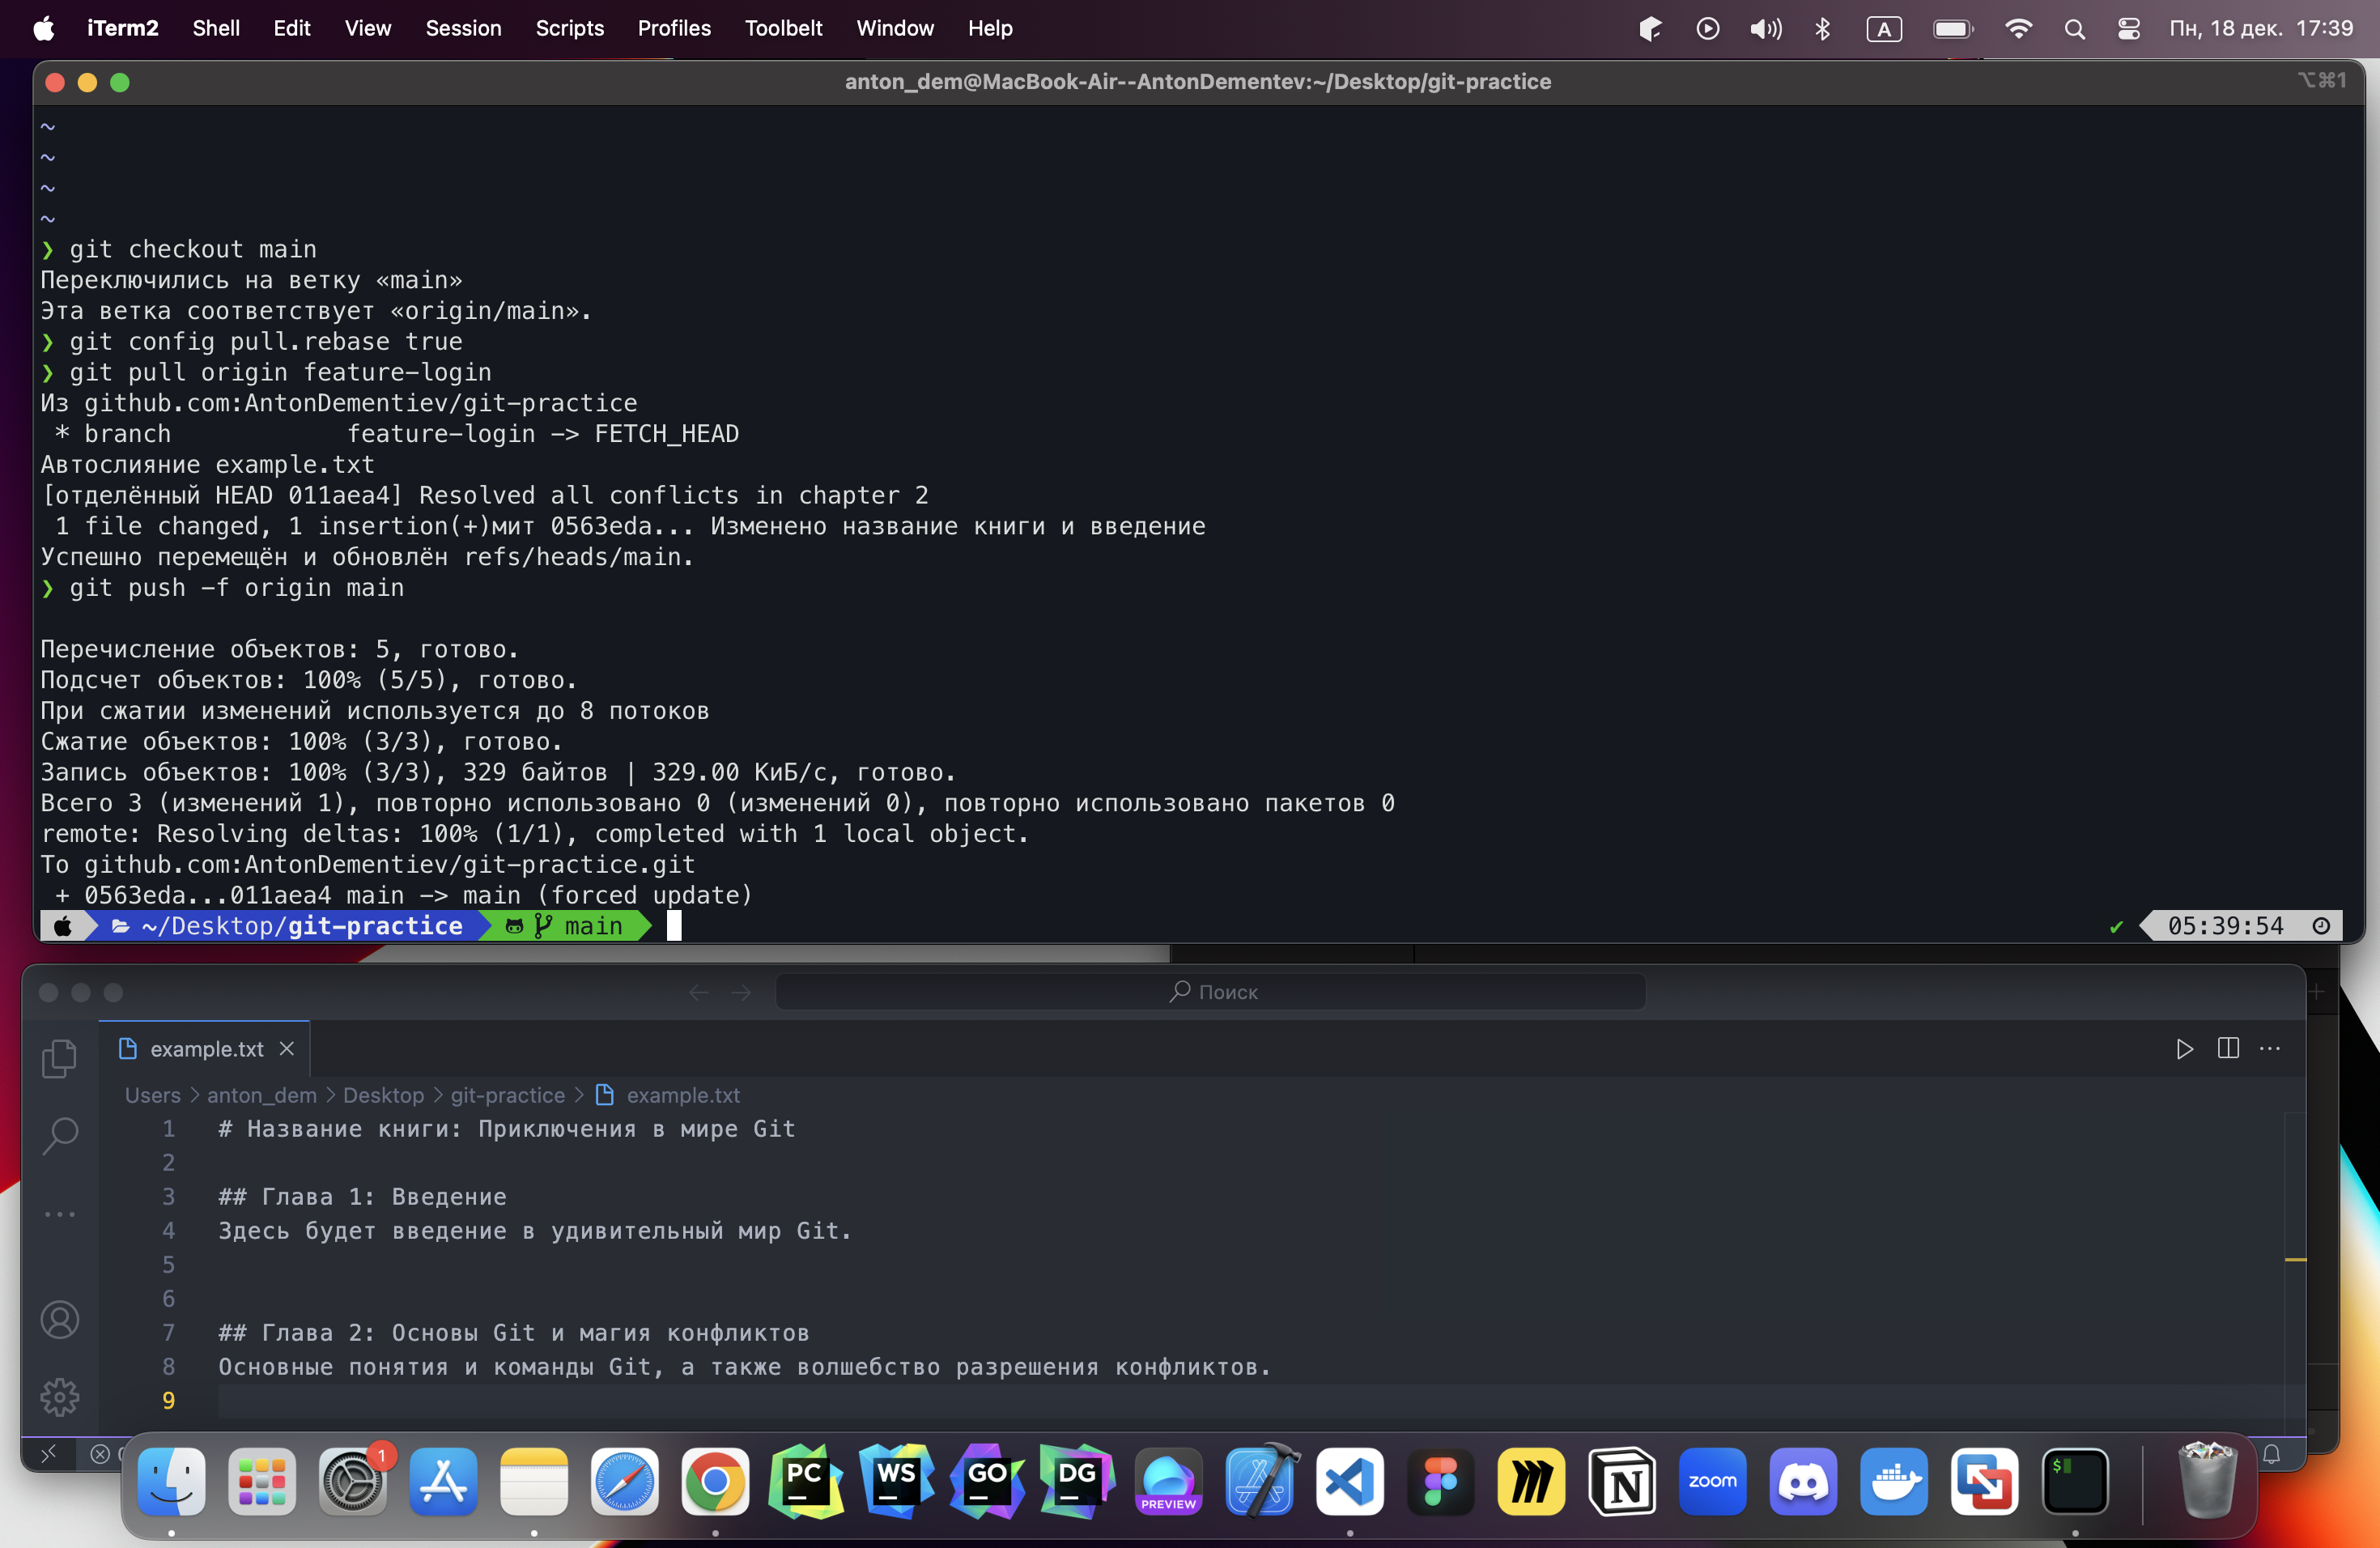 iTerm2 Shell Edit View Session Scripts Profiles Toolbelt Window Help A Пн, 18 дек. 17:39
anton_dem@MacBook-Air--AntonDementev:~/Desktop/git-practice ⌥⌘1
~
~
~
~
❯ git checkout main
Переключились на ветку «main»
Эта ветка соответствует «origin/main».
❯ git config pull.rebase true
❯ git pull origin feature-login
Из github.com:AntonDementiev/git-practice
* branch feature-login -> FETCH_HEAD
Автослияние example.txt
[отделённый HEAD 011aea4] Resolved all conflicts in chapter 2
1 file changed, 1 insertion(+)мит 0563eda... Изменено название книги и введение
Успешно перемещён и обновлён refs/heads/main.
❯ git push -f origin main
Перечисление объектов: 5, готово.
Подсчет объектов: 100% (5/5), готово.
При сжатии изменений используется до 8 потоков
Сжатие объектов: 100% (3/3), готово.
Запись объектов: 100% (3/3), 329 байтов | 329.00 КиБ/с, готово.
Всего 3 (изменений 1), повторно использовано 0 (изменений 0), повторно использовано пакетов 0
remote: Resolving deltas: 100% (1/1), completed with 1 local object.
To github.com:AntonDementiev/git-practice.git
+ 0563eda...011aea4 main -> main (forced update)
~/Desktop/git-practice main ✔ 05:39:54
Поиск
example.txt
Users > anton_dem > Desktop > git-practice > example.txt
1 # Название книги: Приключения в мире Git
2
3 ## Глава 1: Введение
4 Здесь будет введение в удивительный мир Git.
5
6
7 ## Глава 2: Основы Git и магия конфликтов
8 Основные понятия и команды Git, а также волшебство разрешения конфликтов.
9
1
PC WS GO DG PREVIEW N zoom $